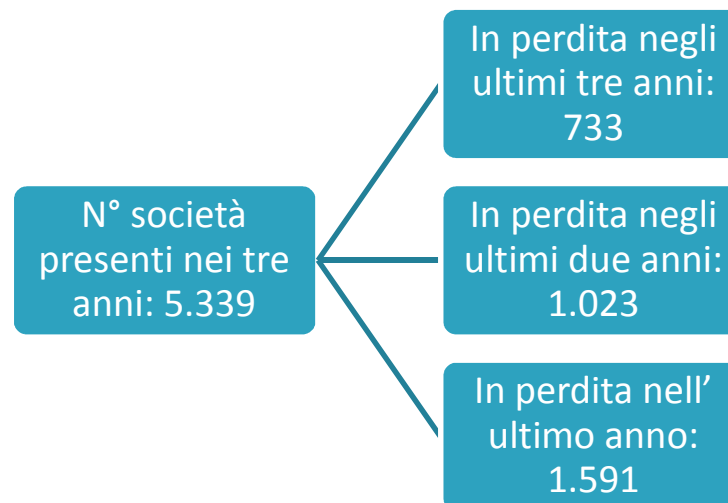 N° società
presenti nei tre
anni: 5.339
In perdita negli
ultimi tre anni:
733
In perdita negli
ultimi due anni:
1.023
In perdita nell’
ultimo anno:
1.591